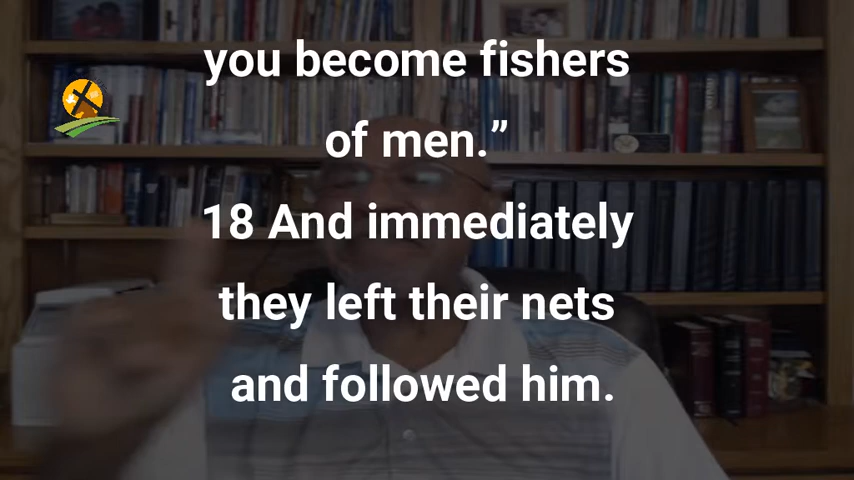 you become fishers
of men.”
18 And immediately
they left their nets
and followed him.